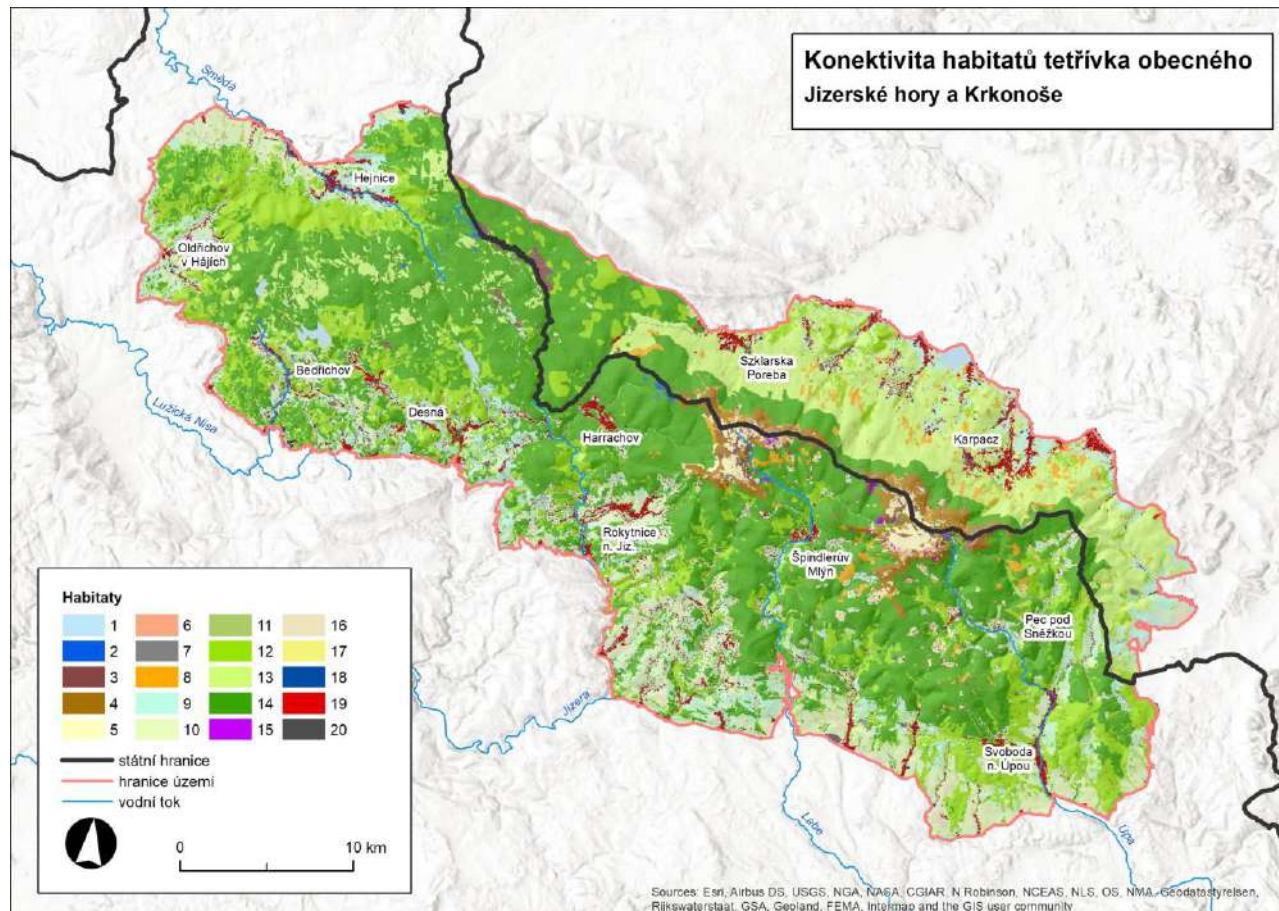 Konektivita habitatů tetřívka obecného
Jizerské hory a Krkonoše
Smědá
Hejnice
Oldřichov
v Hájích
Bedřichov
Lužická Nisa
Desná
Harrachov
Szklarska
Poreba
Karpacz
Rokytnice
n. Jiz.
Špindlerův
Mlýn
Pec pod
Sněžkou
Svoboda
n. Úpou
Jizera
Labe
Úpa
Habitaty
1 6 11 16
2 7 12 17
3 8 13 18
4 9 14 19
5 10 15 20
státní hranice
hranice území
vodní tok
0 10 km
Sources: Esri, Airbus DS, USGS, NGA, NASA, CGIAR, N Robinson, NCEAS, NLS, OS, NMA, Geodatastyrelsen,
Rijkswaterstaat, GSA, Geoland, FEMA, Intermap and the GIS user community